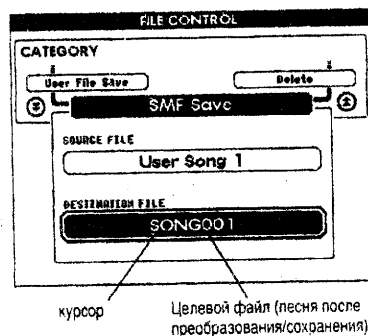 FILE CONTROL
CATEGORY
User File Save
Delete
SMF Save
SOURCE FILE
User Song 1
DESTINATION FILE
SONG001
курсор
Целевой файл (песня после
преобразования/сохранения)